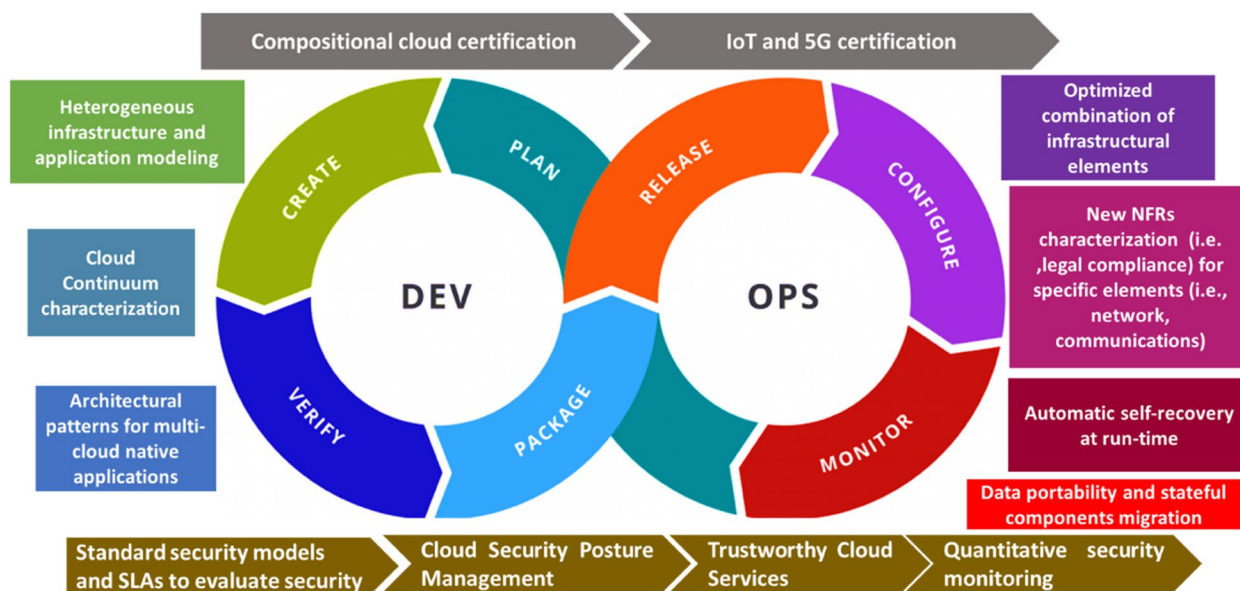 Compositional cloud certification
IoT and 5G certification
Heterogeneous
infrastructure and
application modeling
Cloud
Continuum
characterization
Architectural
patterns for multi-
cloud native
applications
CREATE
PLAN
VERIFY
PACKAGE
DEV
RELEASE
CONFIGURE
MONITOR
OPS
Optimized
combination of
infrastructural
elements
New NFRs
characterization (i.e.
,legal compliance) for
specific elements (i.e.,
network,
communications)
Automatic self-recovery
at run-time
Data portability and stateful
components migration
Standard security models
and SLAs to evaluate security
Cloud Security Posture
Management
Trustworthy Cloud
Services
Quantitative security
monitoring